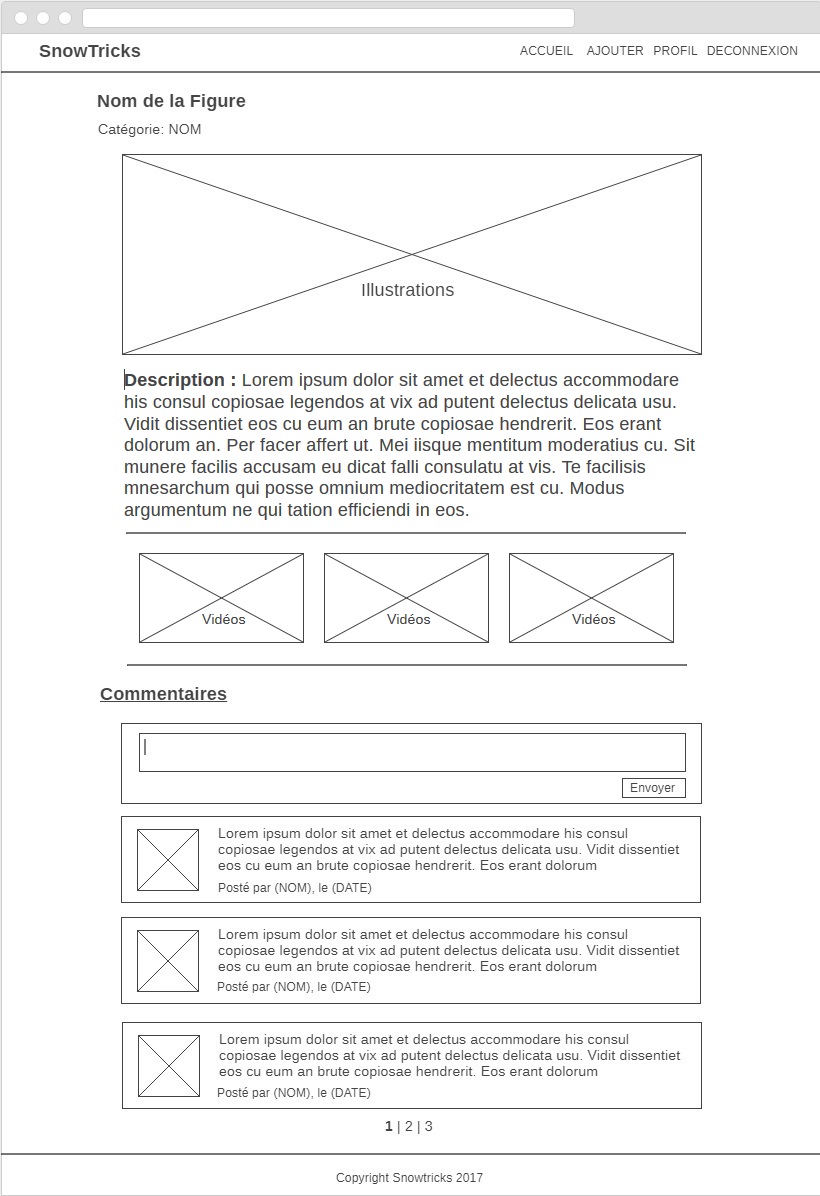 SnowTricks
ACCUEIL AJOUTER PROFIL DECONNEXION
Nom de la Figure
Catégorie: NOM
Illustrations
Description : Lorem ipsum dolor sit amet et delectus accommodare
his consul copiosae legendos at vix ad putent delectus delicata usu.
Vidit dissentiet eos cu eum an brute copiosae hendrerit. Eos erant
dolorum an. Per facer affert ut. Mei iisque mentitum moderatius cu. Sit
munere facilis accusam eu dicat falli consulatu at vis. Te facilisis
mnesarchum qui posse omnium mediocritatem est cu. Modus
argumentum ne qui tation efficiendi in eos.
Vidéos Vidéos Vidéos
Commentaires
Envoyer
Lorem ipsum dolor sit amet et delectus accommodare his consul
copiosae legendos at vix ad putent delectus delicata usu. Vidit dissentiet
eos cu eum an brute copiosae hendrerit. Eos erant dolorum
Posté par (NOM), le (DATE)
Lorem ipsum dolor sit amet et delectus accommodare his consul
copiosae legendos at vix ad putent delectus delicata usu. Vidit dissentiet
eos cu eum an brute copiosae hendrerit. Eos erant dolorum
Posté par (NOM), le (DATE)
Lorem ipsum dolor sit amet et delectus accommodare his consul
copiosae legendos at vix ad putent delectus delicata usu. Vidit dissentiet
eos cu eum an brute copiosae hendrerit. Eos erant dolorum
Posté par (NOM), le (DATE)
1 | 2 | 3
Copyright Snowtricks 2017